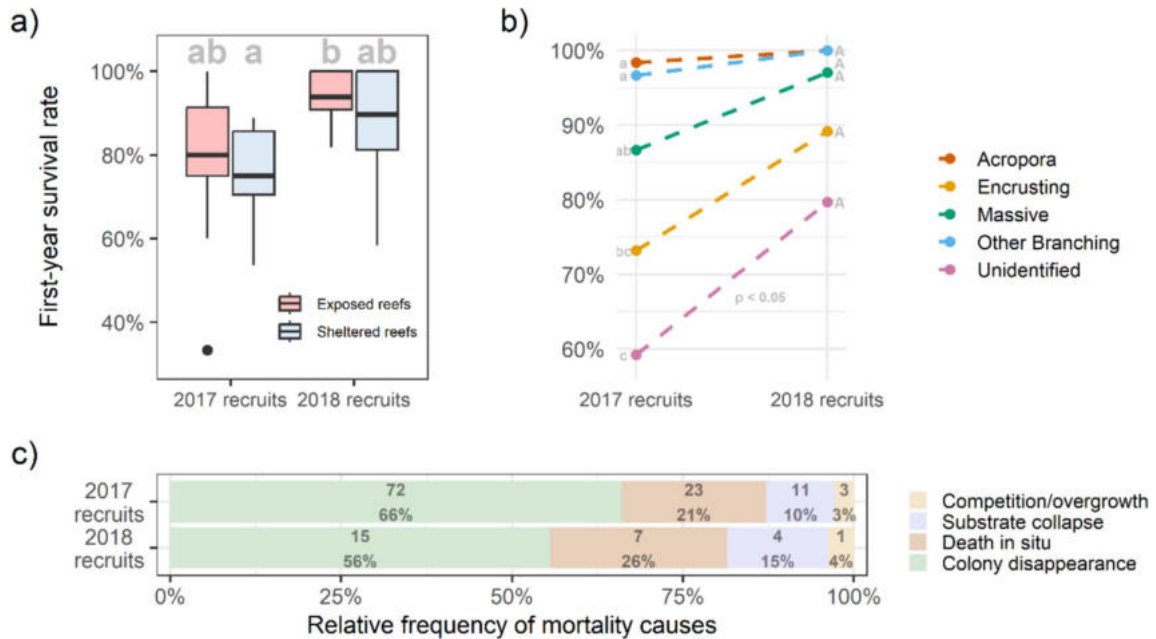 a)
ab a b ab
First-year survival rate
100%
80%
60%
40%
Exposed reefs
Sheltered reefs
2017 recruits 2018 recruits
b)
100%
90%
80%
70%
60%
a
a
ab
bc
c
A
A
A
A
A
p < 0.05
2017 recruits 2018 recruits
Acropora
Encrusting
Massive
Other Branching
Unidentified
c)
2017
recruits
72 23 11 3
66% 21% 10% 3%
2018
recruits
15 7 4 1
56% 26% 15% 4%
0% 25% 50% 75% 100%
Relative frequency of mortality causes
Competition/overgrowth
Substrate collapse
Death in situ
Colony disappearance